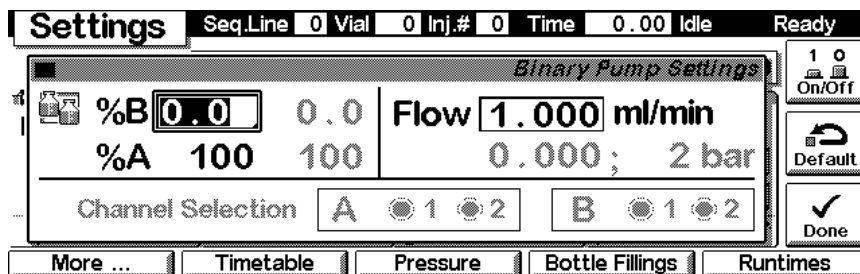 Settings Seq.Line 0 Vial 0 Inj.# 0 Time 0.00 Idle Ready
Binary Pump Settings
1 0
On/Off
%B 0.0 0.0 Flow 1.000 ml/min
%A 100 100 0.000; 2 bar
Default
Channel Selection A 1 2 B 1 2
Done
More ... Timetable Pressure Bottle Fillings Runtimes